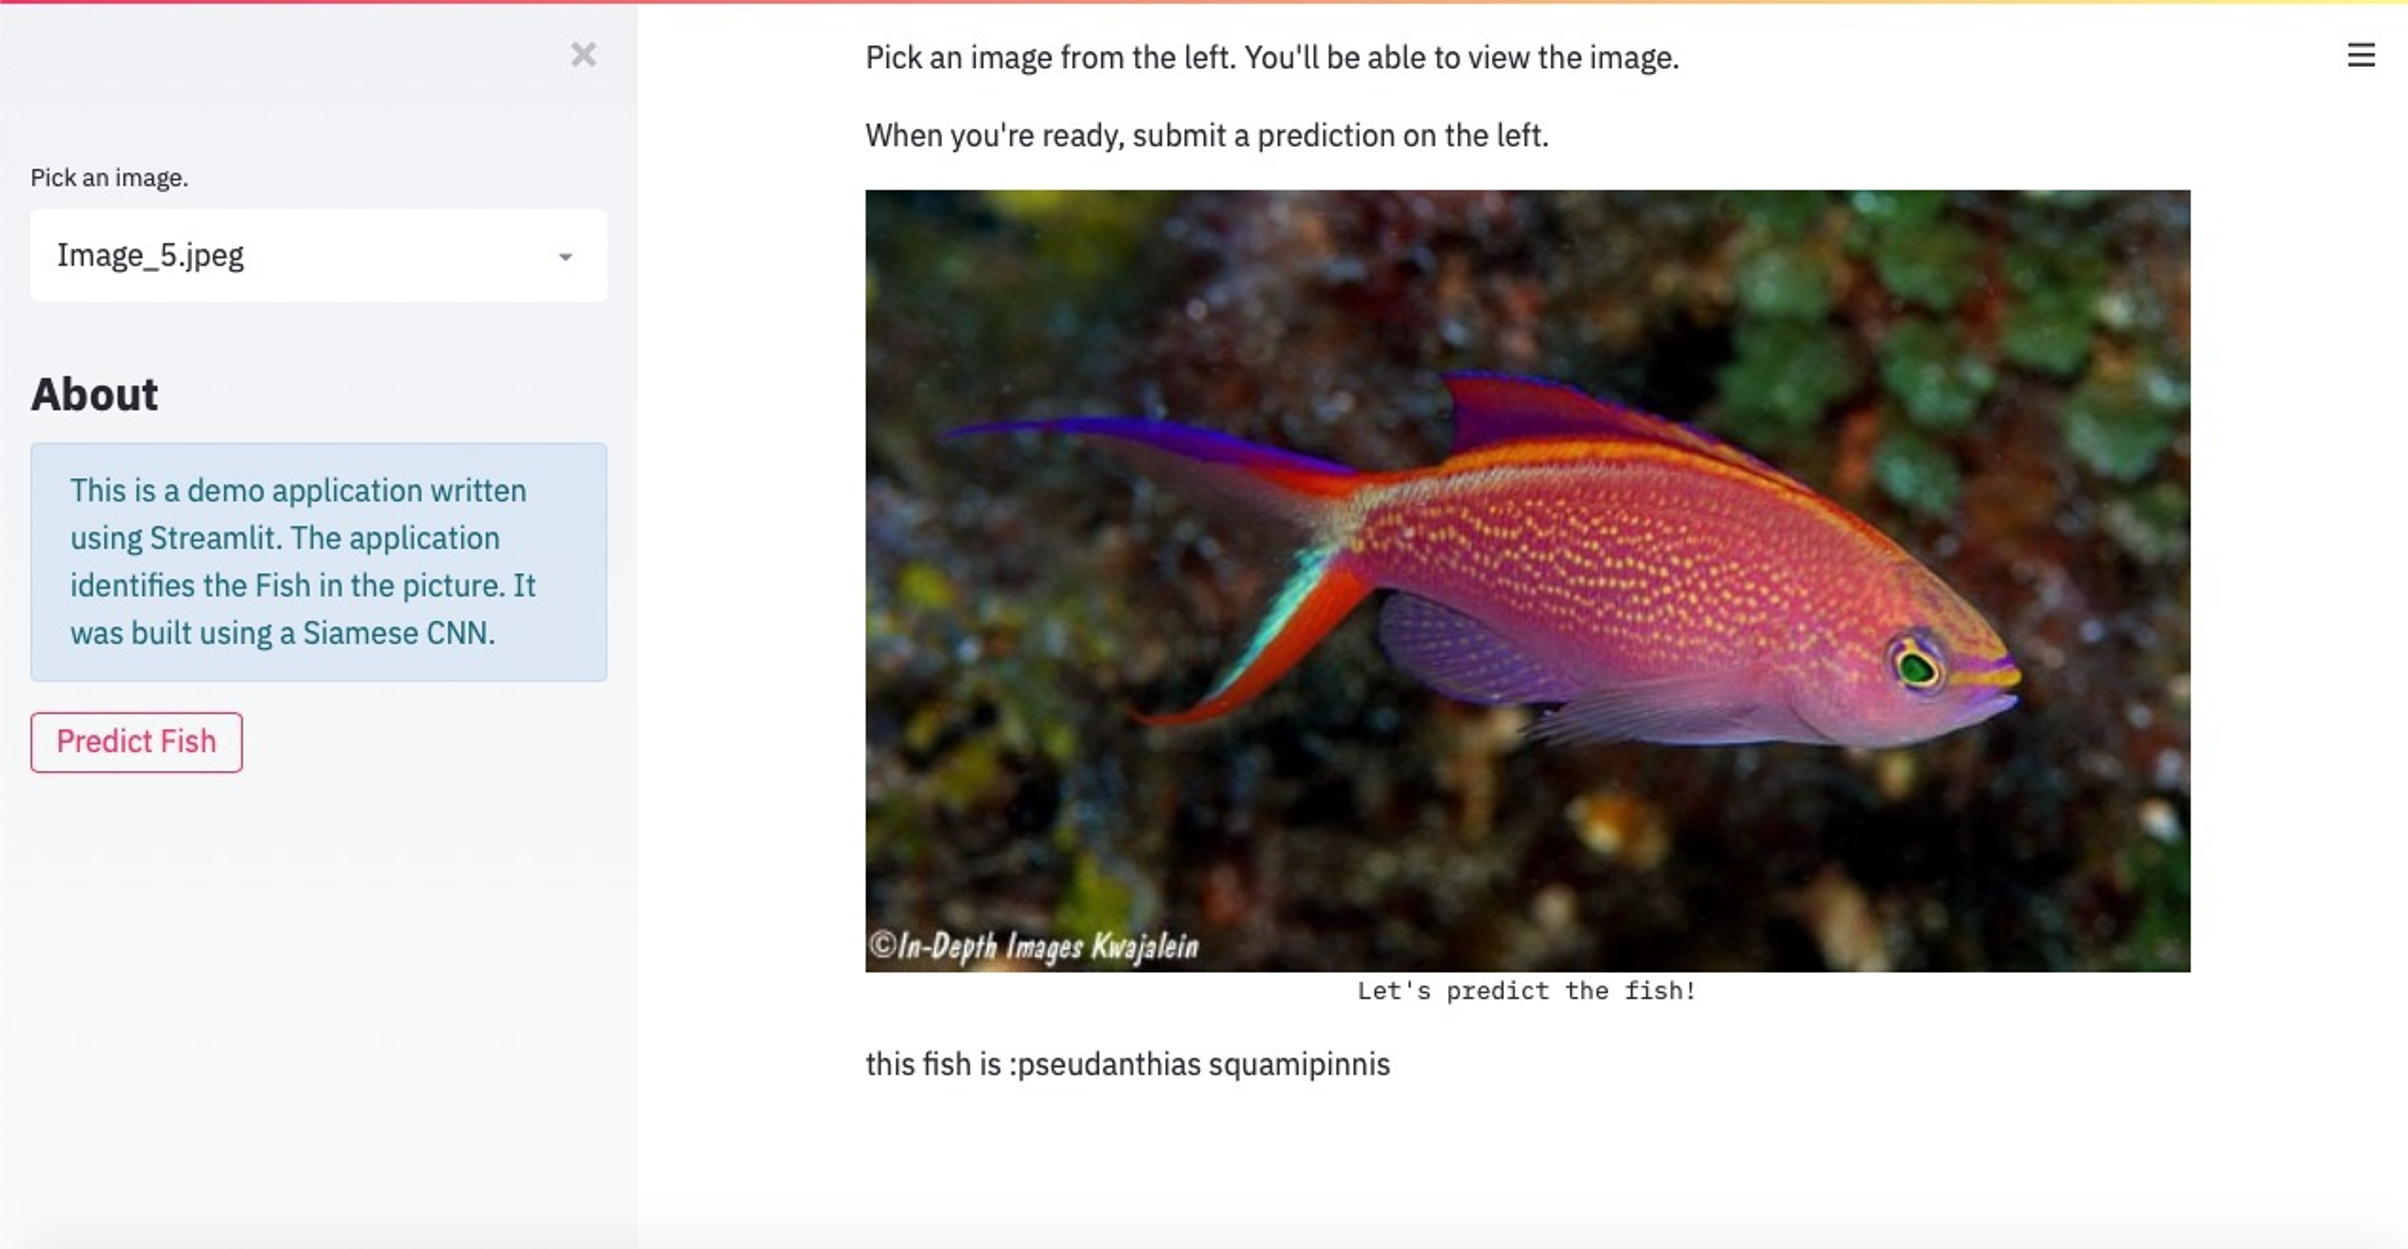 Pick an image.
Image_5.jpeg
About
This is a demo application written
using Streamlit. The application
identifies the Fish in the picture. It
was built using a Siamese CNN.
Predict Fish
Pick an image from the left. You'll be able to view the image.
When you're ready, submit a prediction on the left.
©In-Depth Images Kwajalein
Let's predict the fish!
this fish is :pseudanthias squamipinnis